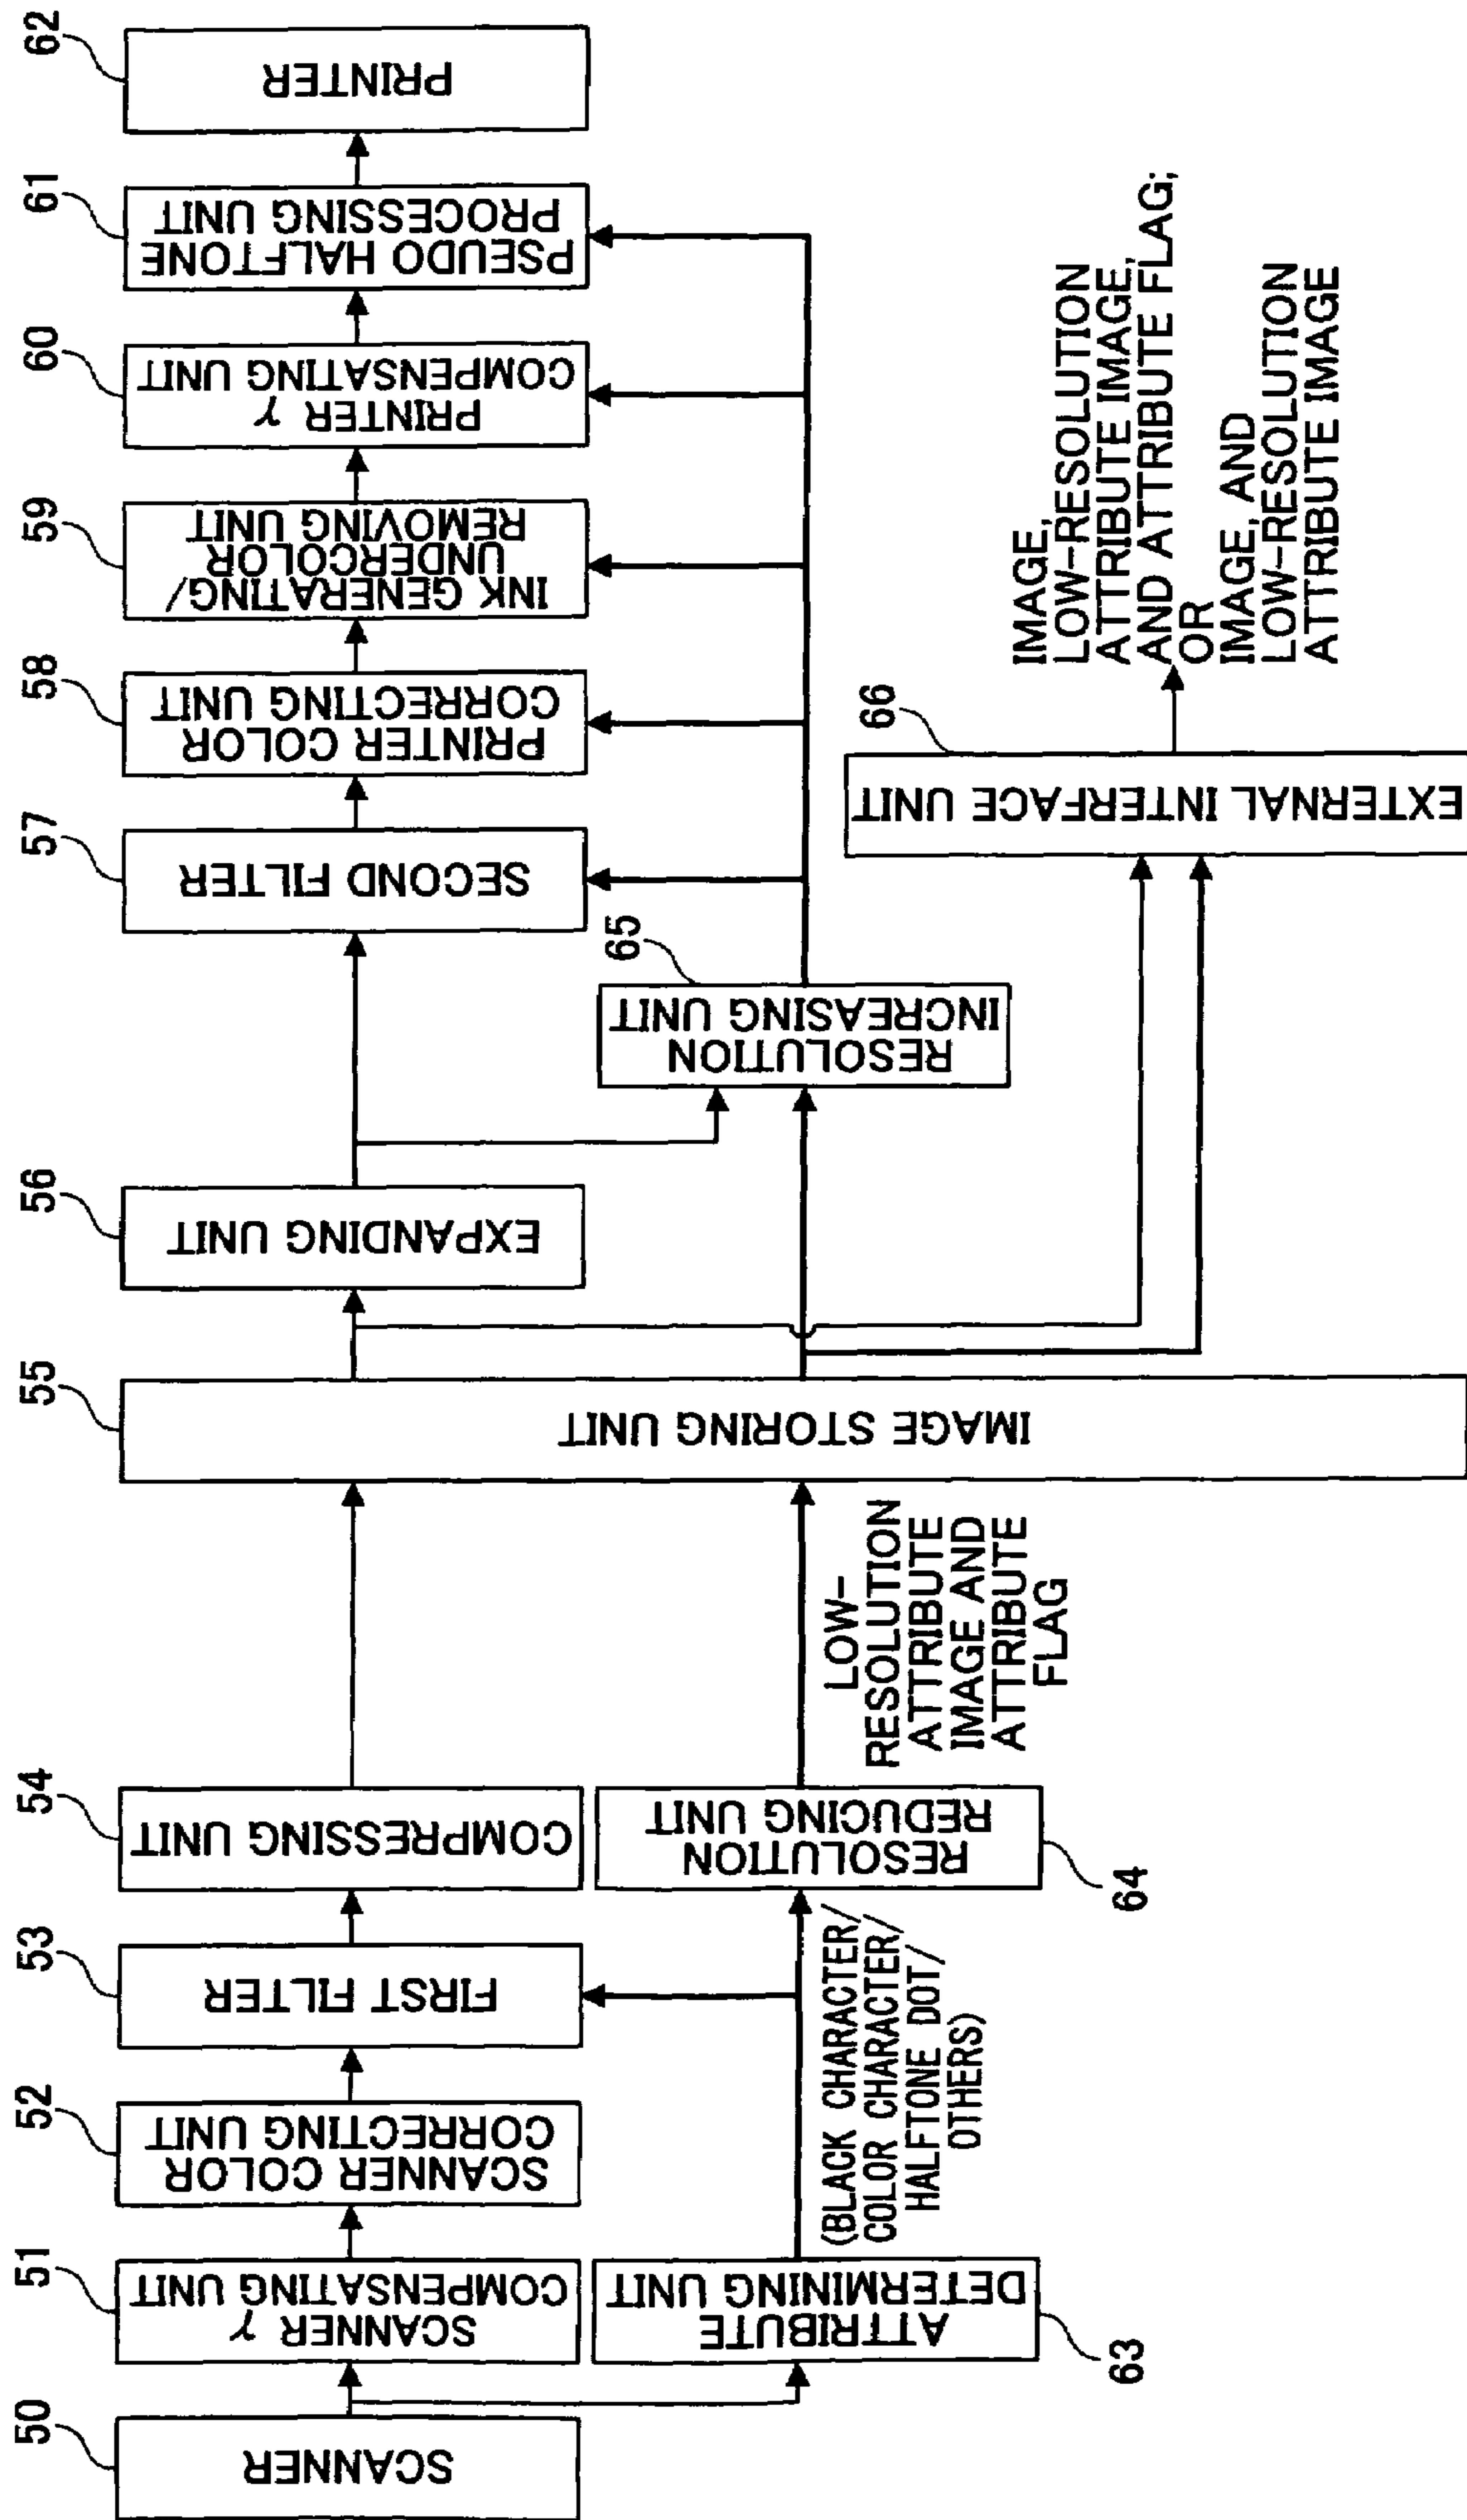 50
SCANNER
51
SCANNER γ
COMPENSATING UNIT
52
SCANNER COLOR
CORRECTING UNIT
53
FIRST FILTER
54
COMPRESSING UNIT
55
IMAGE STORING UNIT
56
EXPANDING UNIT
57
SECOND FILTER
58
PRINTER COLOR
CORRECTING UNIT
59
INK GENERATING/
UNDERCOLOR
REMOVING UNIT
60
PRINTER γ
COMPENSATING UNIT
61
PSEUDO HALFTONE
PROCESSING UNIT
62
PRINTER
63
ATTRIBUTE
DETERMINING UNIT
(BLACK CHARACTER/
COLOR CHARACTER/
HALFTONE DOT/
OTHERS)
64
RESOLUTION
REDUCING UNIT
LOW-
RESOLUTION
ATTRIBUTE
IMAGE AND
ATTRIBUTE
FLAG
65
RESOLUTION
INCREASING UNIT
66
EXTERNAL INTERFACE UNIT
IMAGE,
LOW-RESOLUTION
ATTRIBUTE IMAGE,
AND ATTRIBUTE FLAG;
OR
IMAGE, AND
LOW-RESOLUTION
ATTRIBUTE IMAGE